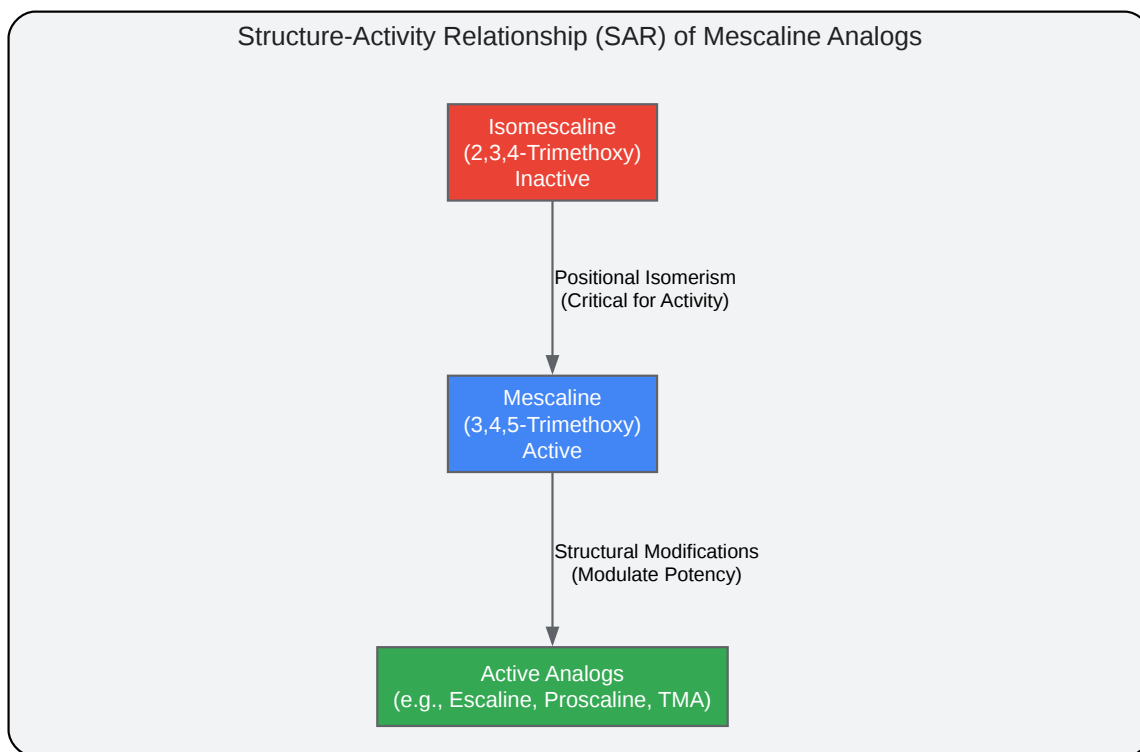 Structure-Activity Relationship (SAR) of Mescaline Analogs
Isomescaline
(2,3,4-Trimethoxy)
Inactive
Positional Isomerism
(Critical for Activity)
Mescaline
(3,4,5-Trimethoxy)
Active
Structural Modifications
(Modulate Potency)
Active Analogs
(e.g., Escaline, Proscaline, TMA)